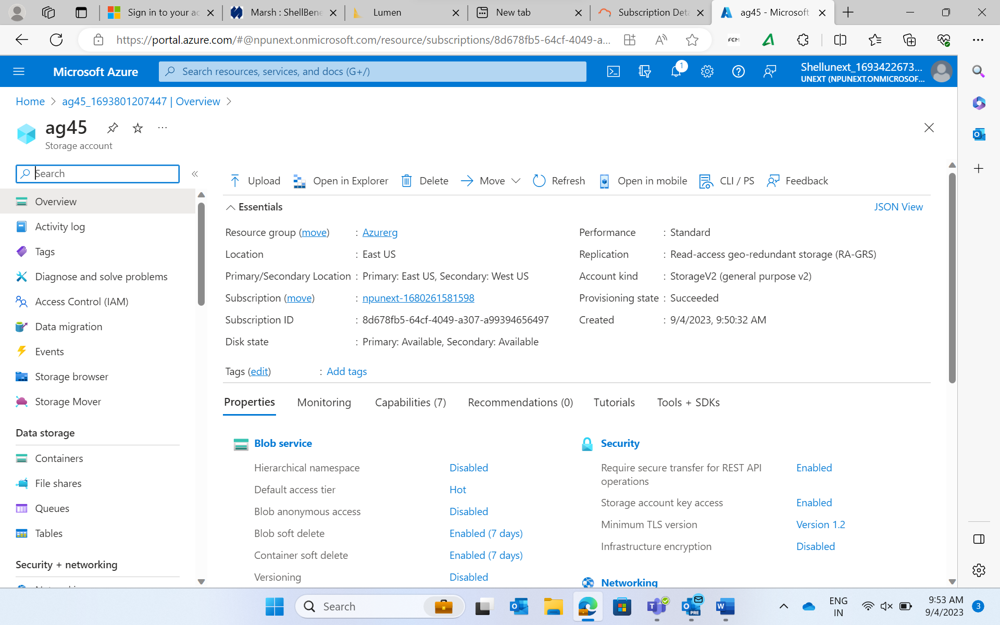 Sign in to your ac
Marsh : ShellBene
Lumen
New tab
Subscription Deta
ag45 - Microsoft
https://portal.azure.com/#@npunext.onmicrosoft.com/resource/subscriptions/8d678fb5-64cf-4049-a...
FCM
Microsoft Azure
Search resources, services, and docs (G+/)
1
Shellunext_1693422673...
UNEXT (NPUNEXT.ONMICROSOF...
Home > ag45_1693801207447 | Overview >
ag45
Storage account
Search
Overview
Activity log
Tags
Diagnose and solve problems
Access Control (IAM)
Data migration
Events
Storage browser
Storage Mover
Data storage
Containers
File shares
Queues
Tables
Security + networking
Upload
Open in Explorer
Delete
Move
Refresh
Open in mobile
CLI / PS
Feedback
Essentials
JSON View
Resource group (move) : Azurerg
Location : East US
Primary/Secondary Location : Primary: East US, Secondary: West US
Subscription (move) : npunext-1680261581598
Subscription ID : 8d678fb5-64cf-4049-a307-a99394656497
Disk state : Primary: Available, Secondary: Available
Performance : Standard
Replication : Read-access geo-redundant storage (RA-GRS)
Account kind : StorageV2 (general purpose v2)
Provisioning state : Succeeded
Created : 9/4/2023, 9:50:32 AM
Tags (edit) : Add tags
Properties
Monitoring
Capabilities (7)
Recommendations (0)
Tutorials
Tools + SDKs
Blob service
Hierarchical namespace Disabled
Default access tier Hot
Blob anonymous access Disabled
Blob soft delete Enabled (7 days)
Container soft delete Enabled (7 days)
Versioning Disabled
Security
Require secure transfer for REST API Enabled
operations
Storage account key access Enabled
Minimum TLS version Version 1.2
Infrastructure encryption Disabled
Networking
Search
PRE
ENG
IN
9:53 AM
9/4/2023
3